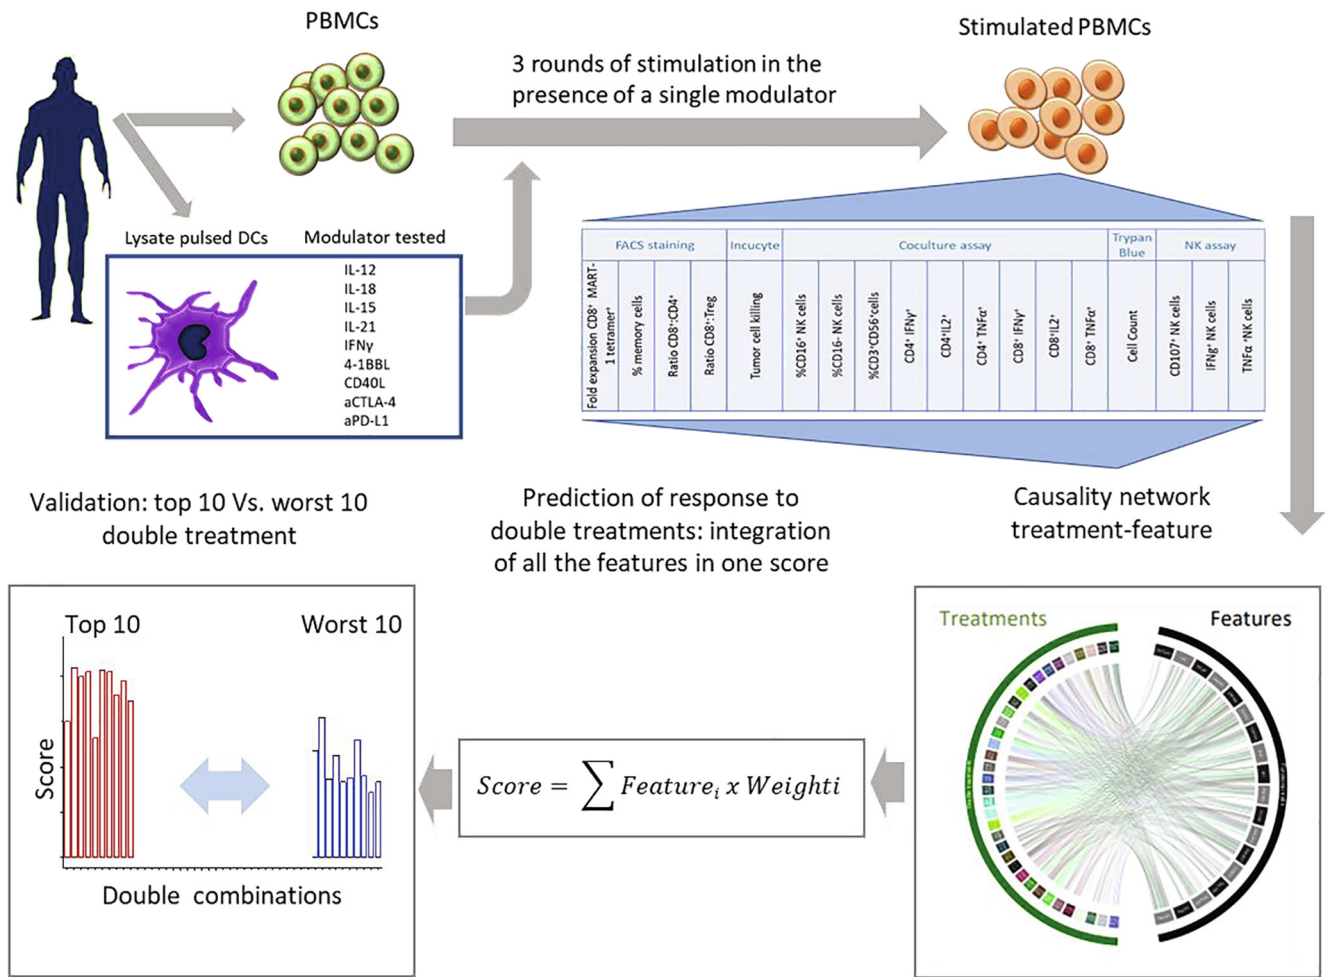 PBMCs
Stimulated PBMCs
3 rounds of stimulation in the
presence of a single modulator
Lysate pulsed DCs
Modulator tested
IL-12
IL-18
IL-15
IL-21
IFNγ
4-1BBL
CD40L
aCTLA-4
aPD-L1
FACS staining
Incucyte
Coculture assay
Trypan
Blue
NK assay
Fold expansion CD8⁺ MART-
1 tetramer⁺
% memory cells
Ratio CD8⁺:CD4⁺
Ratio CD8⁺:Treg
Tumor cell killing
%CD16⁺ NK cells
%CD16⁻ NK cells
%CD3⁺CD56⁺cells
CD4⁺ IFNγ⁺
CD4⁺IL2⁺
CD4⁺ TNFα⁺
CD8⁺ IFNγ⁺
CD8⁺IL2⁺
CD8⁺ TNFα⁺
Cell Count
CD107⁺ NK cells
IFNg⁺ NK cells
TNFα ⁺NK cells
Validation: top 10 Vs. worst 10
double treatment
Prediction of response to
double treatments: integration
of all the features in one score
Causality network
treatment-feature
Top 10
Worst 10
Score
Double combinations
Score = ∑ Featureᵢ x Weighti
Treatments
Features